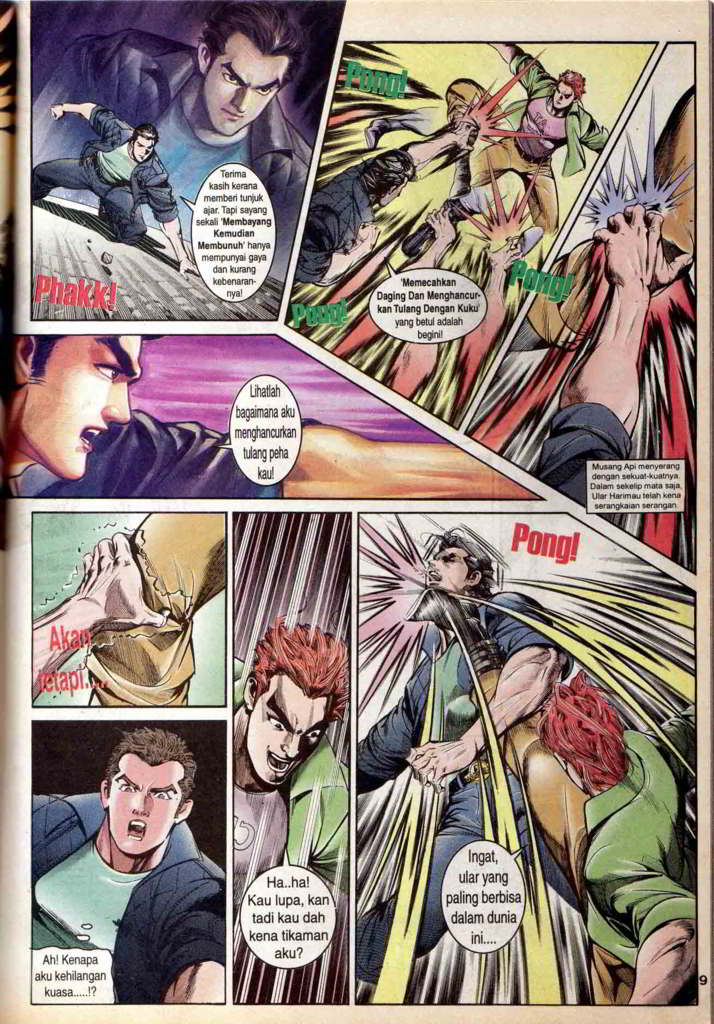 Terima
kasih kerana
memberi tunjuk
ajar. Tapi sayang
sekali 'Membayang
Kemudian
Membunuh' hanya
mempunyai gaya
dan kurang
kebenaran-
nya!
Phakk!
Pong!
Pong!
Pong!
'Memecahkan
Daging Dan Menghancur-
kan Tulang Dengan Kuku'
yang betul adalah
begini!
Lihatlah
bagaimana aku
menghancurkan
tulang peha
kau!
Musang Api menyerang
dengan sekuat-kuatnya.
Dalam sekelip mata saja,
Ular Harimau telah kena
serangkaian serangan.
Akan
tetapi....
Ah! Kenapa
aku kehilangan
kuasa.....!?
Ha..ha!
Kau lupa, kan
tadi kau dah
kena tikaman
aku?
Pong!
Ingat,
ular yang
paling berbisa
dalam dunia
ini....
9